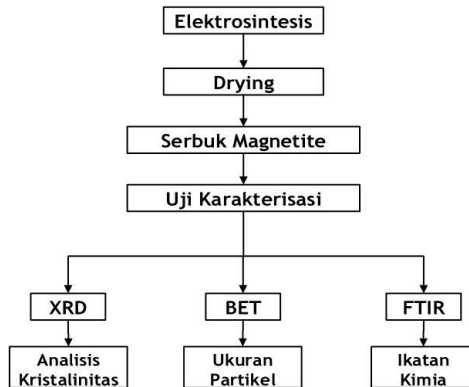 Elektrosintesis
Drying
Serbuk Magnetite
Uji Karakterisasi
XRD
BET
FTIR
Analisis
Kristalinitas
Ukuran
Partikel
Ikatan
Kimia